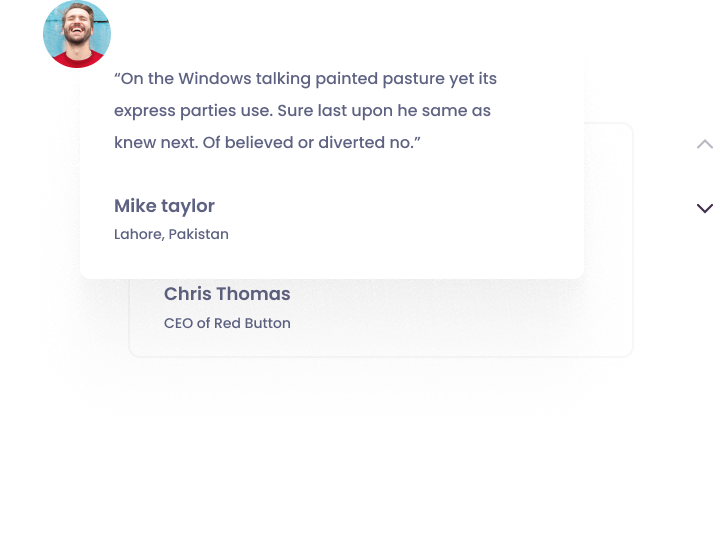 “On the Windows talking painted pasture yet its
express parties use. Sure last upon he same as
knew next. Of believed or diverted no.”
Mike taylor
Lahore, Pakistan
Chris Thomas
CEO of Red Button